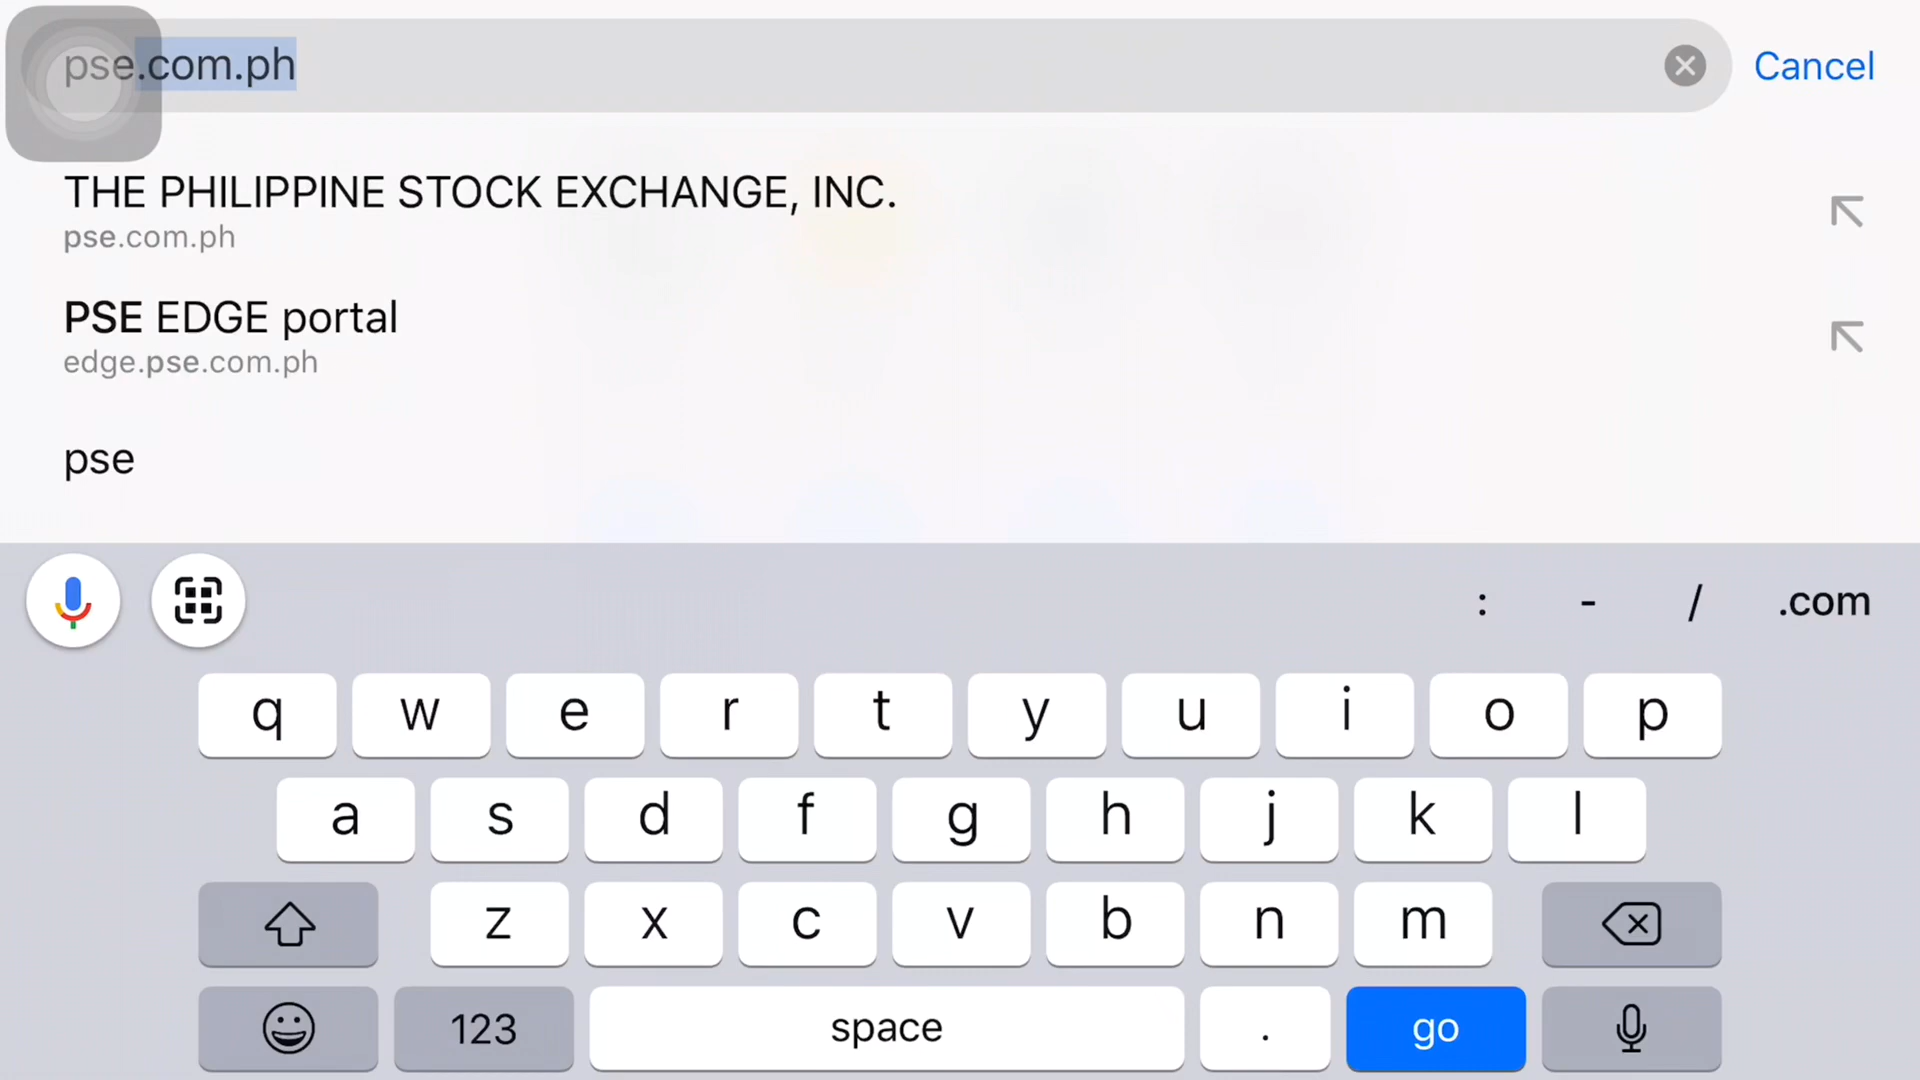 pse.com.ph
Cancel
THE PHILIPPINE STOCK EXCHANGE, INC.
pse.com.ph
PSE EDGE portal
edge.pse.com.ph
pse
: - / .com
q w e r t y u i o p
a s d f g h j k l
z x c v b n m
123 space . go